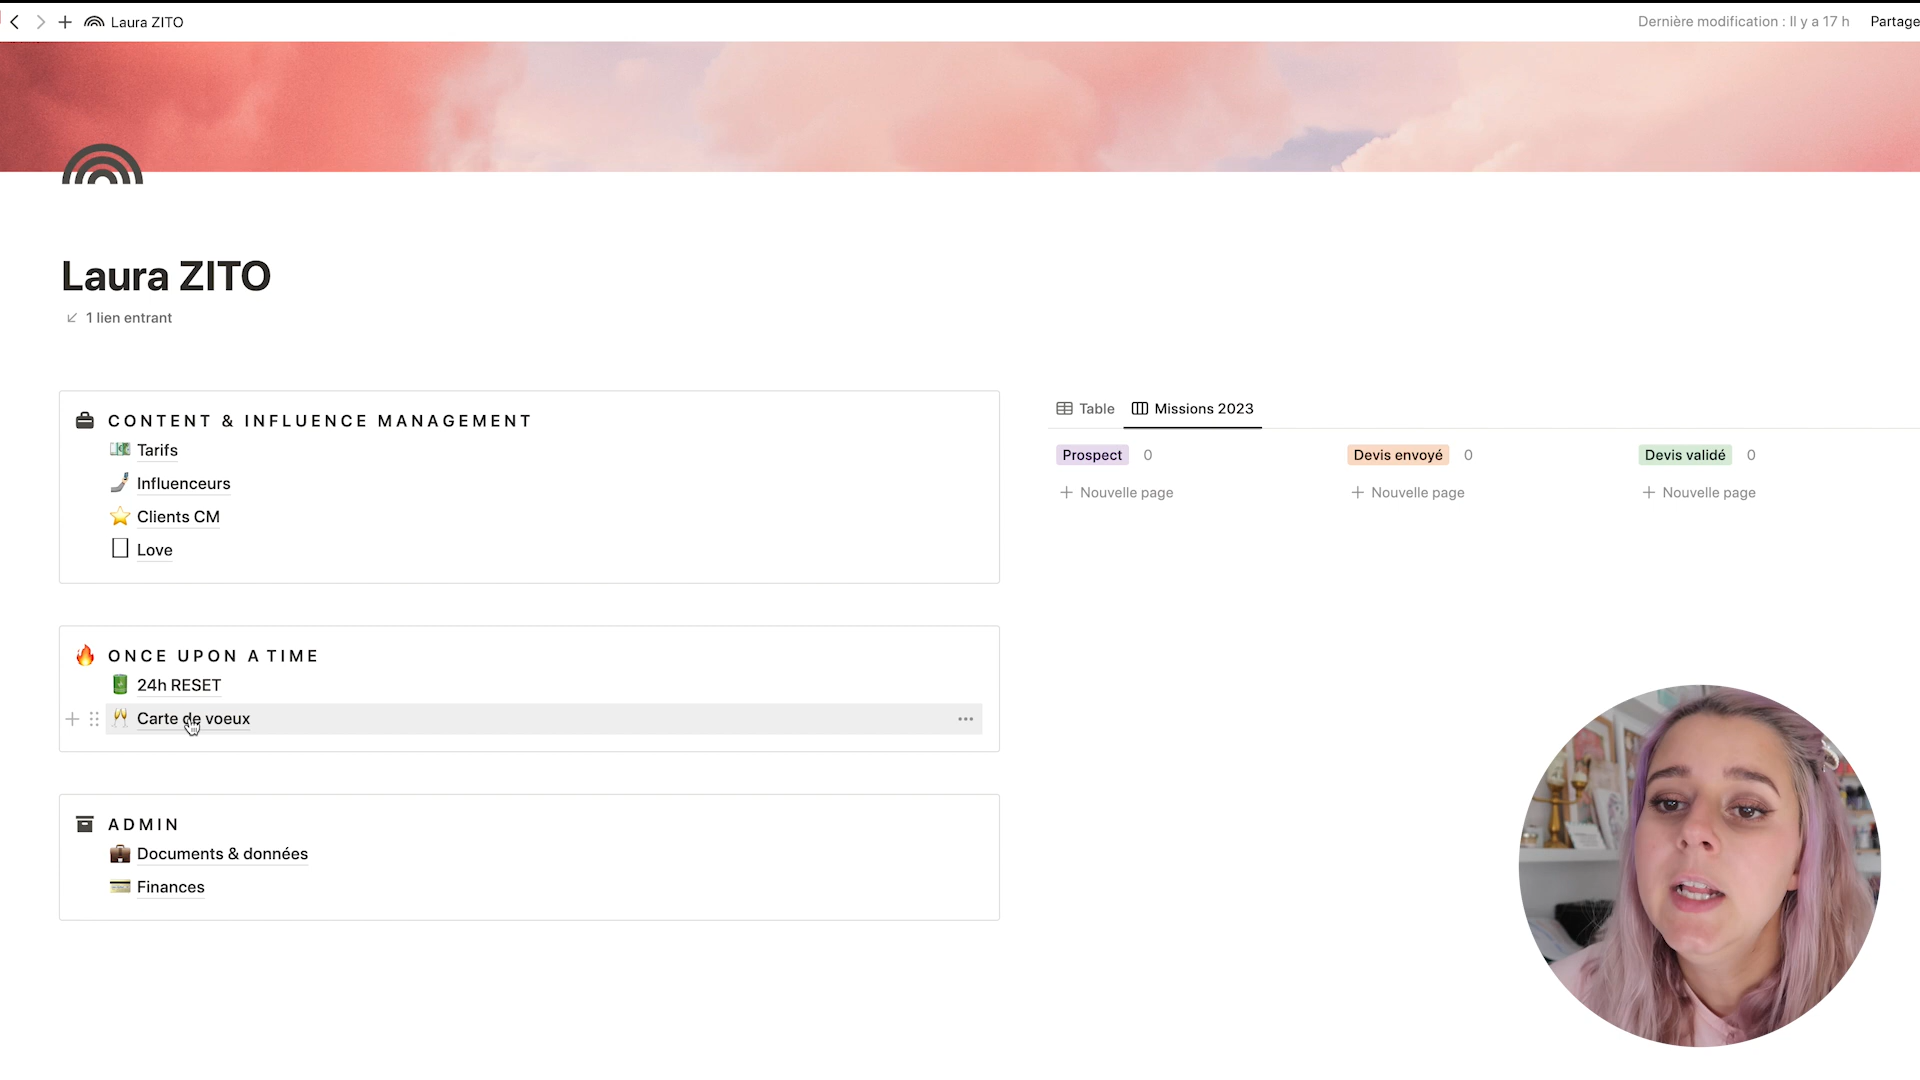 Laura ZITO
Dernière modification : Il y a 17 h
Partage
Laura ZITO
1 lien entrant
CONTENT & INFLUENCE MANAGEMENT
Tarifs
Influenceurs
Clients CM
Love
ONCE UPON A TIME
24h RESET
Carte de voeux
ADMIN
Documents & données
Finances
Table
Missions 2023
Prospect 0
Devis envoyé 0
Devis validé 0
Nouvelle page
Nouvelle page
Nouvelle page